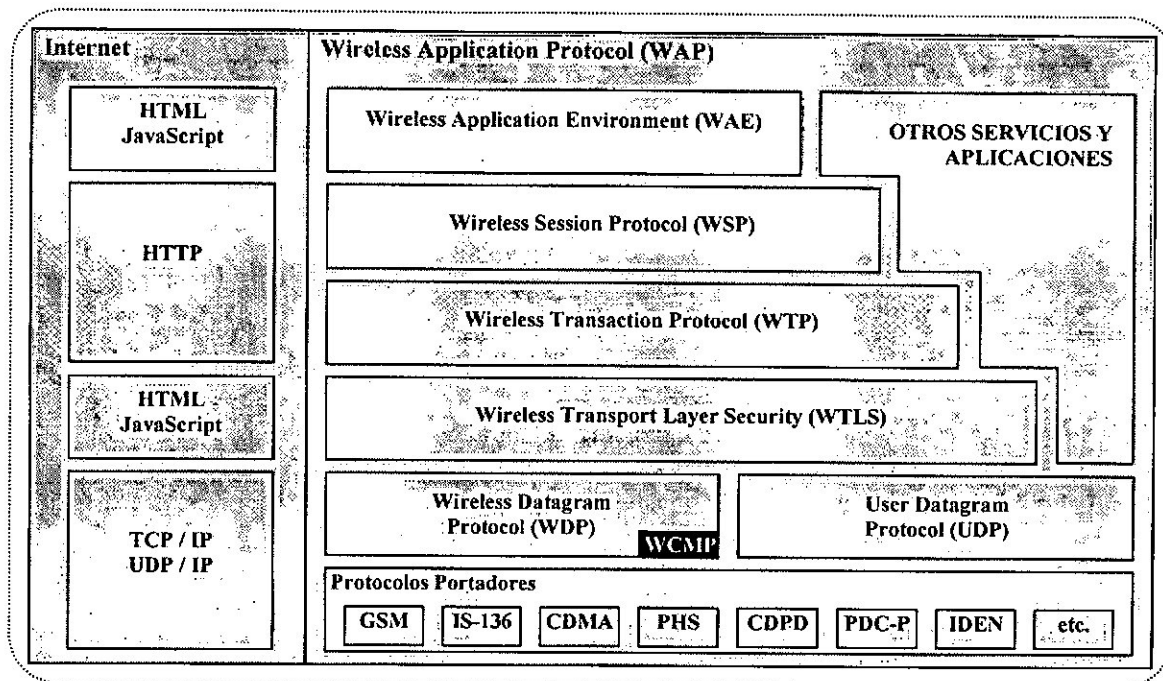 Internet
HTML
JavaScript
HTTP
HTML
JavaScript
TCP / IP
UDP / IP
Wireless Application Protocol (WAP)
Wireless Application Environment (WAE)
OTROS SERVICIOS Y
APLICACIONES
Wireless Session Protocol (WSP)
Wireless Transaction Protocol (WTP)
Wireless Transport Layer Security (WTLS)
Wireless Datagram
Protocol (WDP)
WCMP
User Datagram
Protocol (UDP)
Protocolos Portadores
GSM
IS-136
CDMA
PHS
CDPD
PDC-P
IDEN
etc.